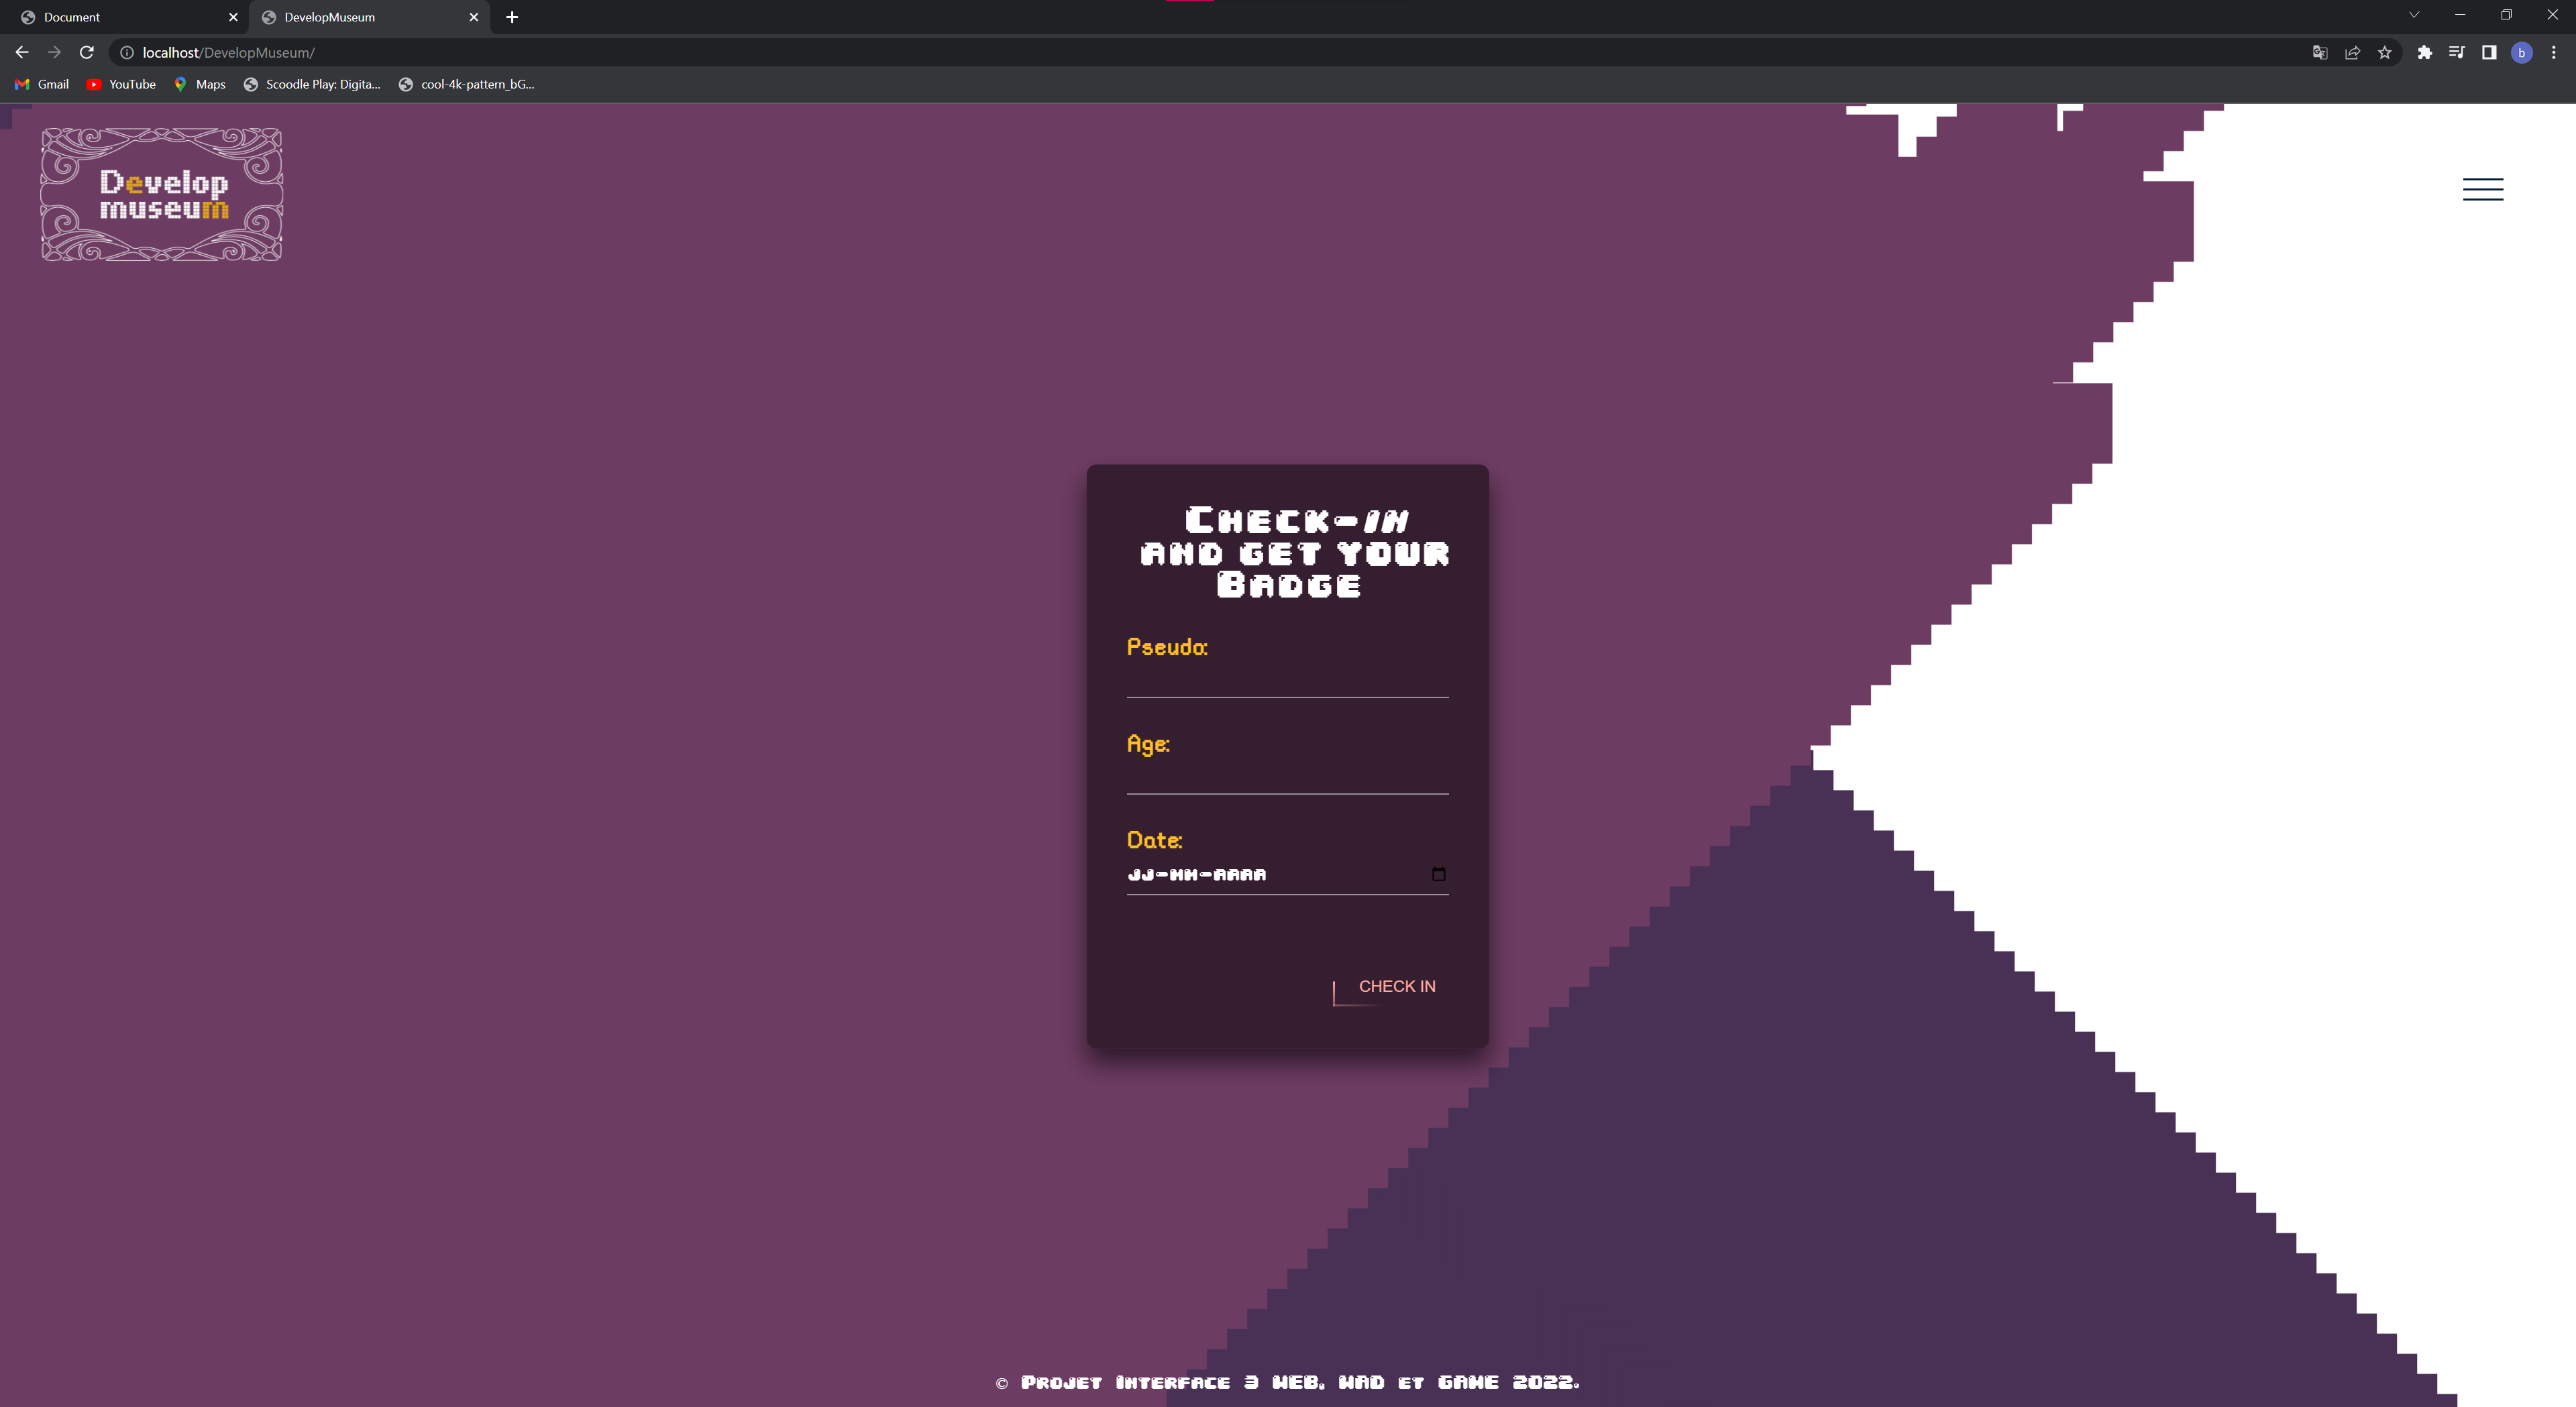 Document
DevelopMuseum
localhost/DevelopMuseum/
b
Gmail
YouTube
Maps
Scoodle Play: Digita...
cool-4k-pattern_bG...
Develop
museum
Check-in
and get your
Badge
Pseudo:
Age:
Date:
JJ-MM-AAAA
CHECK IN
© Projet Interface 3 WEB, WAD et GAME 2022.